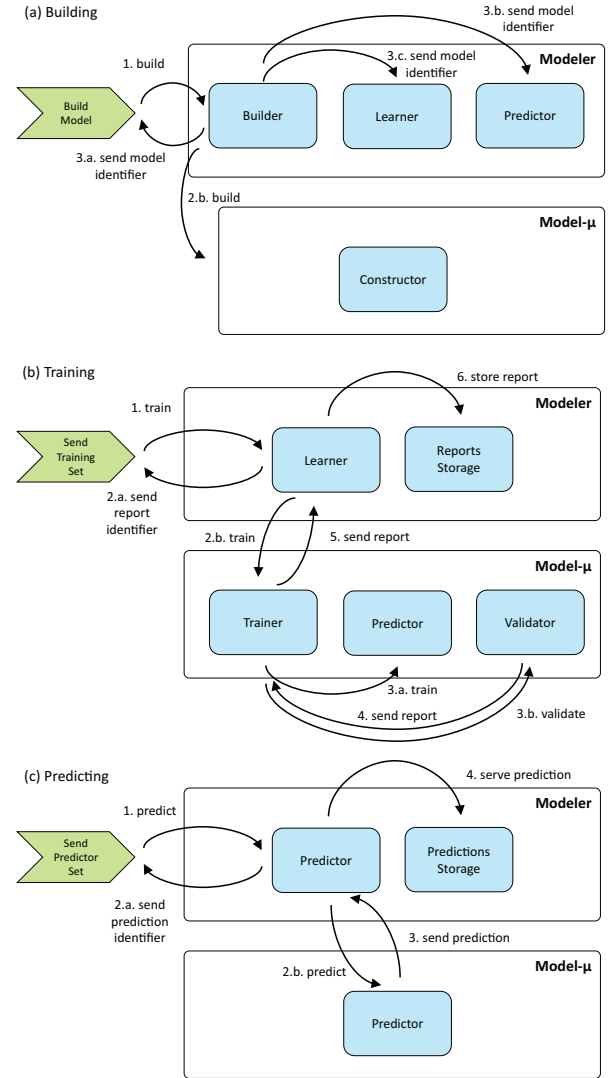 (a) Building
3.b. send model
identifier
1. build
3.c. send model
identifier
Modeler
Build
Model
Builder
Learner
Predictor
3.a. send model
identifier
2.b. build
Model-μ
Constructor
(b) Training
6. store report
1. train
Modeler
Send
Training
Set
Learner
Reports
Storage
2.a. send
report
identifier
2.b. train
5. send report
Model-μ
Trainer
Predictor
Validator
3.a. train
4. send report
3.b. validate
(c) Predicting
4. serve prediction
1. predict
Modeler
Send
Predictor
Set
Predictor
Predictions
Storage
2.a. send
prediction
identifier
3. send prediction
2.b. predict
Model-μ
Predictor